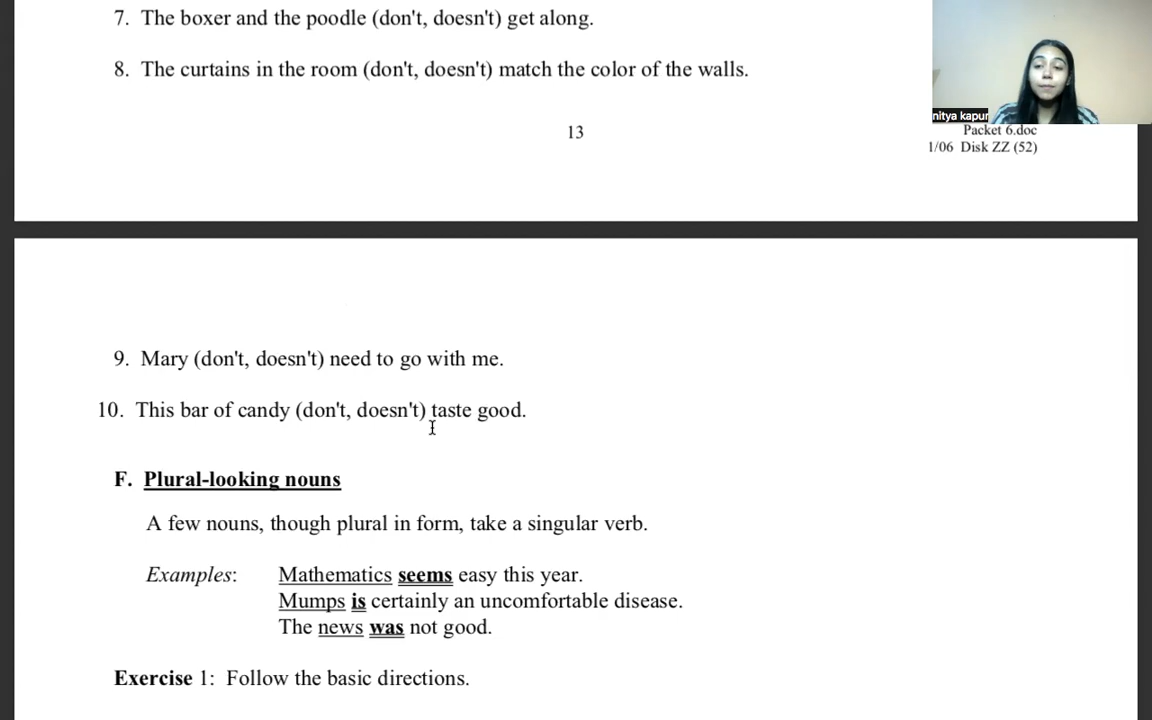 7. The boxer and the poodle (don't, doesn't) get along.
8. The curtains in the room (don't, doesn't) match the color of the walls.
nitya kapur
13
Packet 6.doc
1/06 Disk ZZ (52)
9. Mary (don't, doesn't) need to go with me.
10. This bar of candy (don't, doesn't) taste good.
F. Plural-looking nouns
A few nouns, though plural in form, take a singular verb.
Examples: Mathematics seems easy this year.
Mumps is certainly an uncomfortable disease.
The news was not good.
Exercise 1: Follow the basic directions.